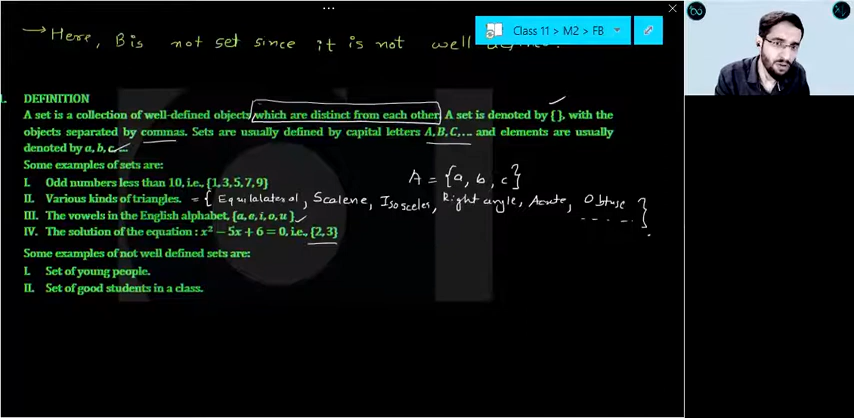 → Here, B is not set since it is not well
Class 11 > M2 > FB
DEFINITION
A set is a collection of well-defined objects which are distinct from each other. A set is denoted by { }, with the
objects separated by commas. Sets are usually defined by capital letters A, B, C,... and elements are usually
denoted by a, b, c...
Some examples of sets are:
A = {a, b, c}
I. Odd numbers less than 10, i.e., {1, 3, 5, 7, 9}
II. Various kinds of triangles. = { Equilalateral, Scalene, Isosceles, Right angle, Acute, Obtuse ...... }.
III. The vowels in the English alphabet, {a, e, i, o, u}
IV. The solution of the equation : x² − 5x + 6 = 0, i.e., {2, 3}
Some examples of not well defined sets are:
I. Set of young people.
II. Set of good students in a class.